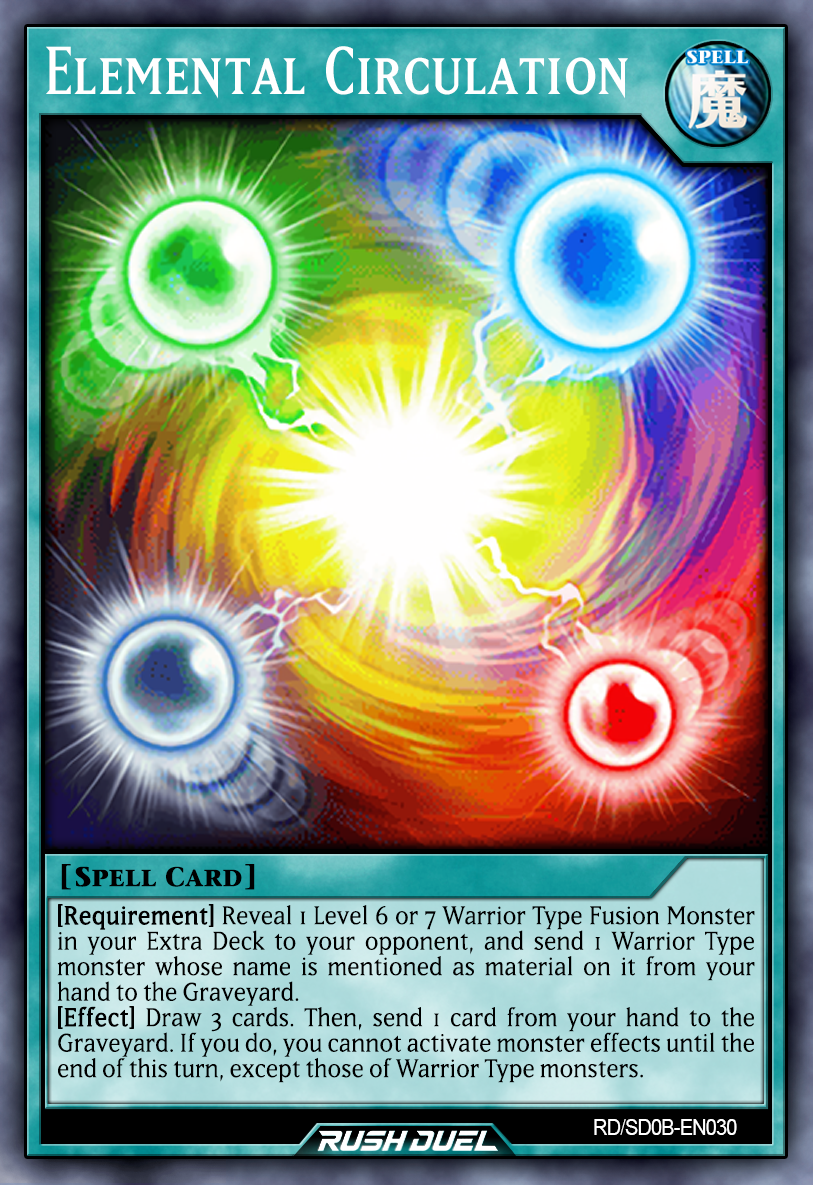 Elemental Circulation
SPELL
魔
[Spell Card]
[Requirement] Reveal 1 Level 6 or 7 Warrior Type Fusion Monster
in your Extra Deck to your opponent, and send 1 Warrior Type
monster whose name is mentioned as material on it from your
hand to the Graveyard.
[Effect] Draw 3 cards. Then, send 1 card from your hand to the
Graveyard. If you do, you cannot activate monster effects until the
end of this turn, except those of Warrior Type monsters.
RD/SD0B-EN030
RUSH DUEL